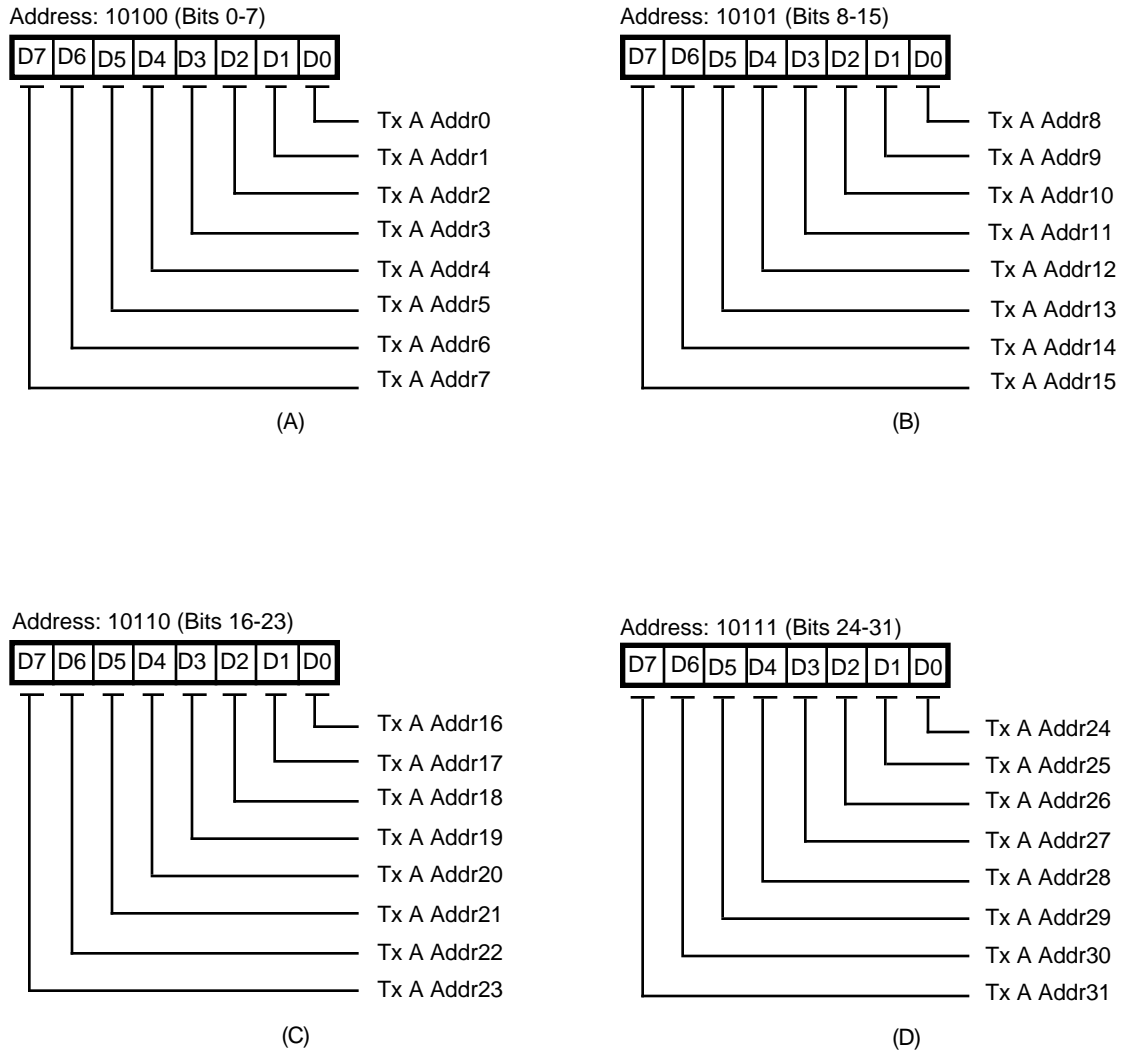 Address: 10100 (Bits 0-7)
D7 D6 D5 D4 D3 D2 D1 D0
Tx A Addr0
Tx A Addr1
Tx A Addr2
Tx A Addr3
Tx A Addr4
Tx A Addr5
Tx A Addr6
Tx A Addr7
(A)
Address: 10101 (Bits 8-15)
D7 D6 D5 D4 D3 D2 D1 D0
Tx A Addr8
Tx A Addr9
Tx A Addr10
Tx A Addr11
Tx A Addr12
Tx A Addr13
Tx A Addr14
Tx A Addr15
(B)
Address: 10110 (Bits 16-23)
D7 D6 D5 D4 D3 D2 D1 D0
Tx A Addr16
Tx A Addr17
Tx A Addr18
Tx A Addr19
Tx A Addr20
Tx A Addr21
Tx A Addr22
Tx A Addr23
(C)
Address: 10111 (Bits 24-31)
D7 D6 D5 D4 D3 D2 D1 D0
Tx A Addr24
Tx A Addr25
Tx A Addr26
Tx A Addr27
Tx A Addr28
Tx A Addr29
Tx A Addr30
Tx A Addr31
(D)